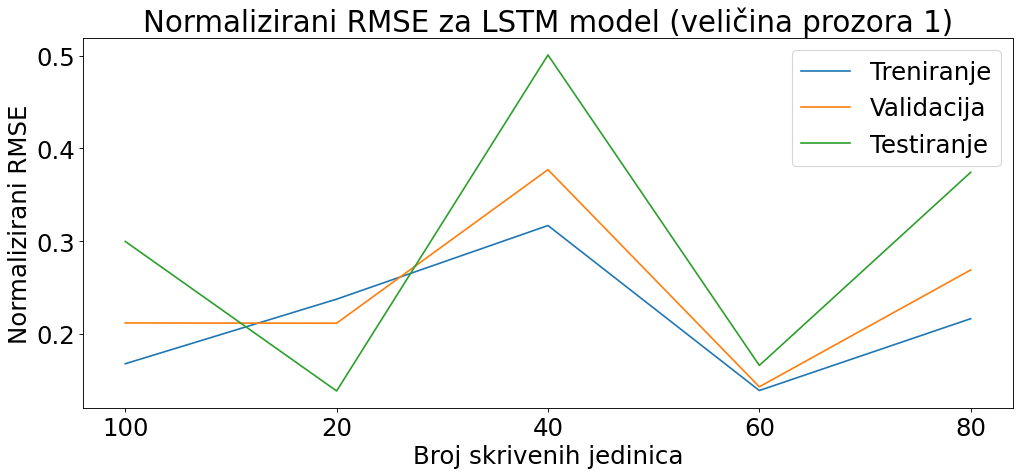 Normalizirani RMSE za LSTM model (veličina prozora 1)
Normalizirani RMSE
0.5
0.4
0.3
0.2
Treniranje
Validacija
Testiranje
100 20 40 60 80
Broj skrivenih jedinica